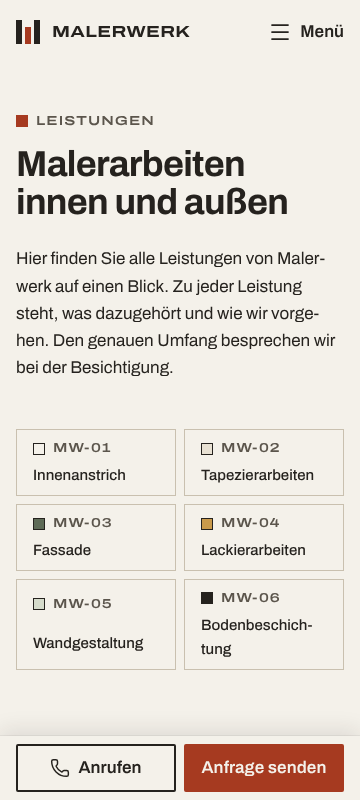 MALERWERK
Menü
LEISTUNGEN
Malerarbeiten
innen und außen
Hier finden Sie alle Leistungen von Maler-
werk auf einen Blick. Zu jeder Leistung
steht, was dazugehört und wie wir vorge-
hen. Den genauen Umfang besprechen wir
bei der Besichtigung.
MW-01
Innenanstrich
MW-02
Tapezierarbeiten
MW-03
Fassade
MW-04
Lackierarbeiten
MW-05
Wandgestaltung
MW-06
Bodenbeschich-
tung
Anrufen
Anfrage senden